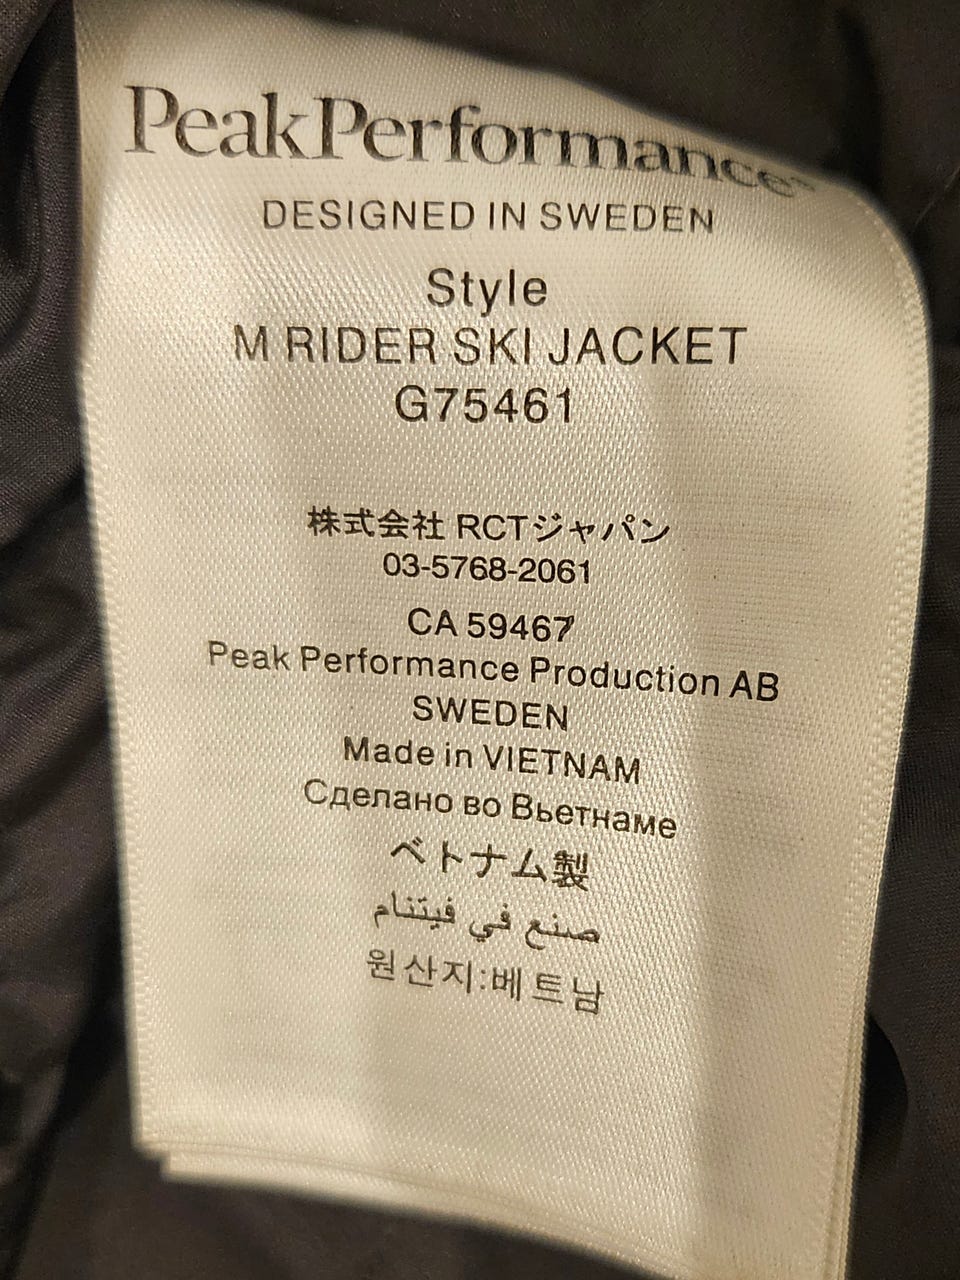 PeakPerformance®
DESIGNED IN SWEDEN
Style
M RIDER SKI JACKET
G75461
株式会社 RCTジャパン
03-5768-2061
CA 59467
Peak Performance Production AB
SWEDEN
Made in VIETNAM
Сделано во Вьетнаме
ベトナム製
صنع في فيتنام
원산지:베트남